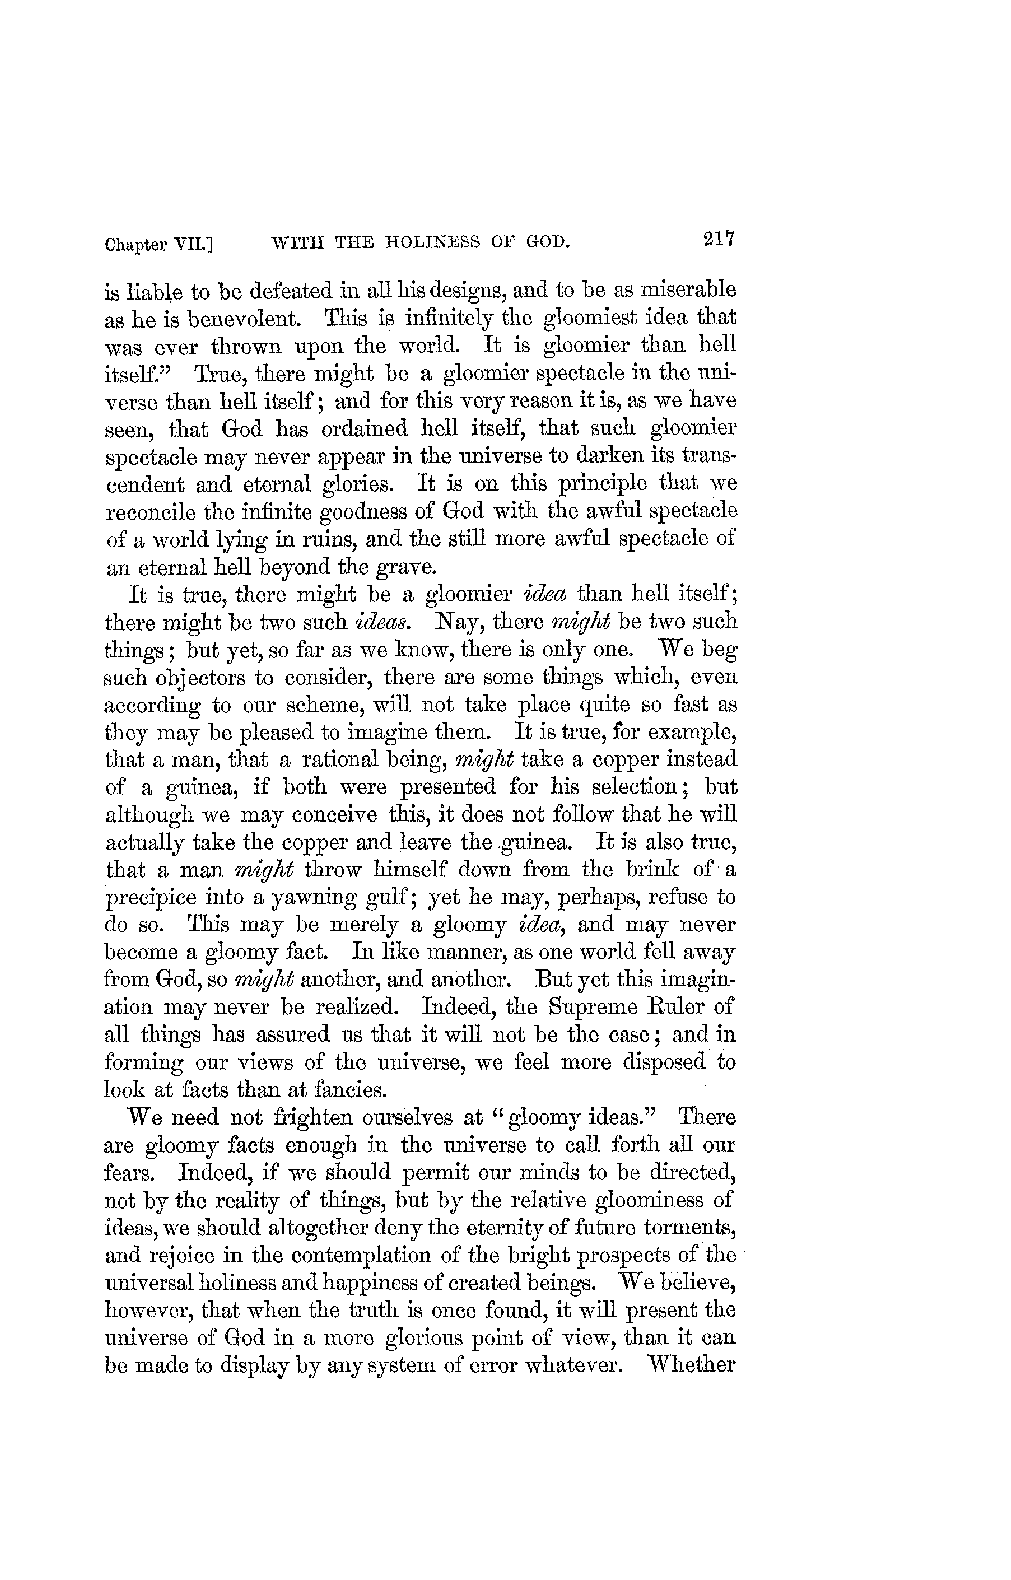 Chapter VII.] WITH THE HOLINESS OF GOD. 217
is liable to be defeated in all his designs, and to be as miserable
as he is benevolent. This is infinitely the gloomiest idea that
was ever thrown upon the world. It is gloomier than hell
itself.” True, there might be a gloomier spectacle in the uni-
verse than hell itself; and for this very reason it is, as we have
seen, that God has ordained hell itself, that such gloomier
spectacle may never appear in the universe to darken its trans-
cendent and eternal glories. It is on this principle that we
reconcile the infinite goodness of God with the awful spectacle
of a world lying in ruins, and the still more awful spectacle of
an eternal hell beyond the grave.
It is true, there might be a gloomier idea than hell itself;
there might be two such ideas. Nay, there might be two such
things; but yet, so far as we know, there is only one. We beg
such objectors to consider, there are some things which, even
according to our scheme, will not take place quite so fast as
they may be pleased to imagine them. It is true, for example,
that a man, that a rational being, might take a copper instead
of a guinea, if both were presented for his selection; but
although we may conceive this, it does not follow that he will
actually take the copper and leave the guinea. It is also true,
that a man might throw himself down from the brink of a
precipice into a yawning gulf; yet he may, perhaps, refuse to
do so. This may be merely a gloomy idea, and may never
become a gloomy fact. In like manner, as one world fell away
from God, so might another, and another. But yet this imagin-
ation may never be realized. Indeed, the Supreme Ruler of
all things has assured us that it will not be the case; and in
forming our views of the universe, we feel more disposed to
look at facts than at fancies.
We need not frighten ourselves at “gloomy ideas.” There
are gloomy facts enough in the universe to call forth all our
fears. Indeed, if we should permit our minds to be directed,
not by the reality of things, but by the relative gloominess of
ideas, we should altogether deny the eternity of future torments,
and rejoice in the contemplation of the bright prospects of the
universal holiness and happiness of created beings. We believe,
however, that when the truth is once found, it will present the
universe of God in a more glorious point of view, than it can
be made to display by any system of error whatever. Whether